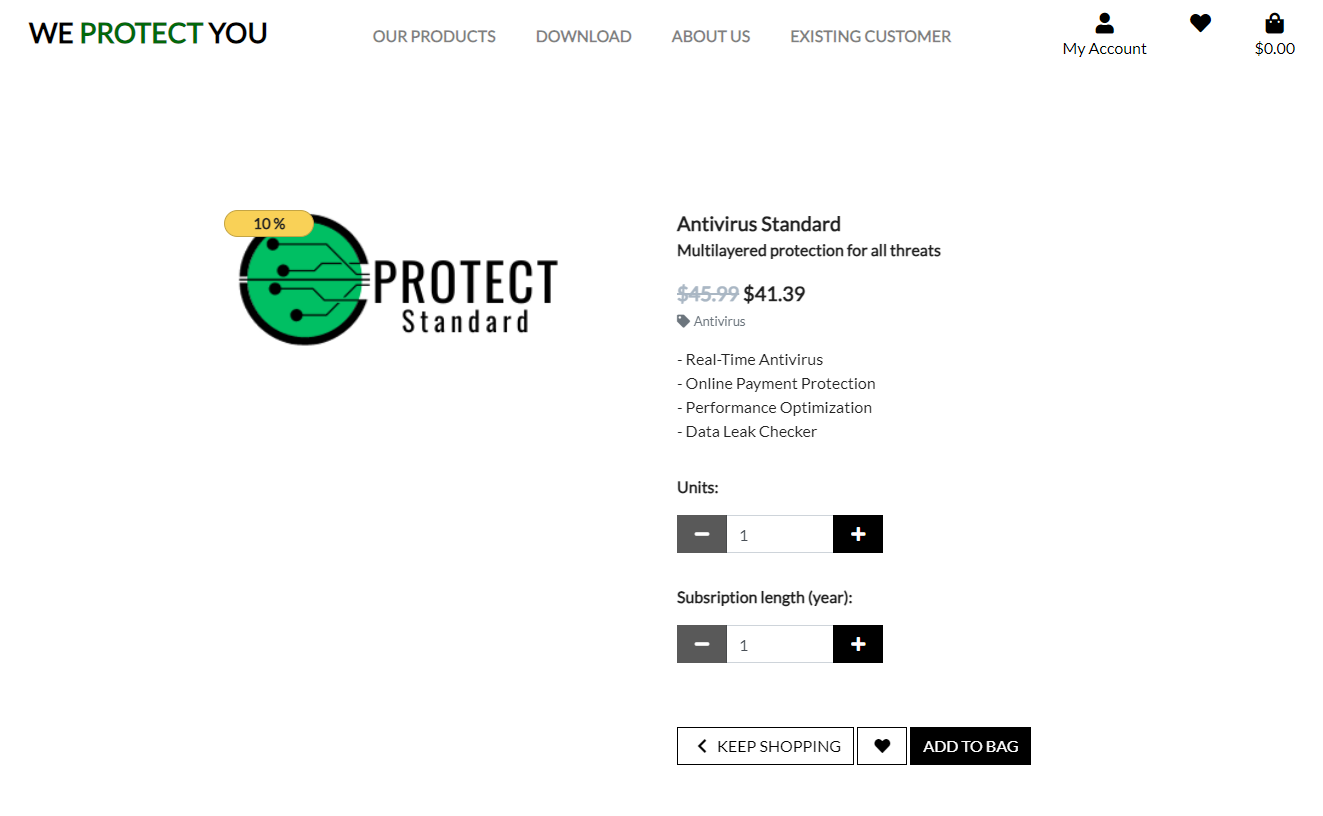 WE PROTECT YOU
OUR PRODUCTS DOWNLOAD ABOUT US EXISTING CUSTOMER
My Account
$0.00
10 %
PROTECT
Standard
Antivirus Standard
Multilayered protection for all threats
$45.99 $41.39
Antivirus
- Real-Time Antivirus
- Online Payment Protection
- Performance Optimization
- Data Leak Checker
Units:
1
Subsription length (year):
1
KEEP SHOPPING
ADD TO BAG